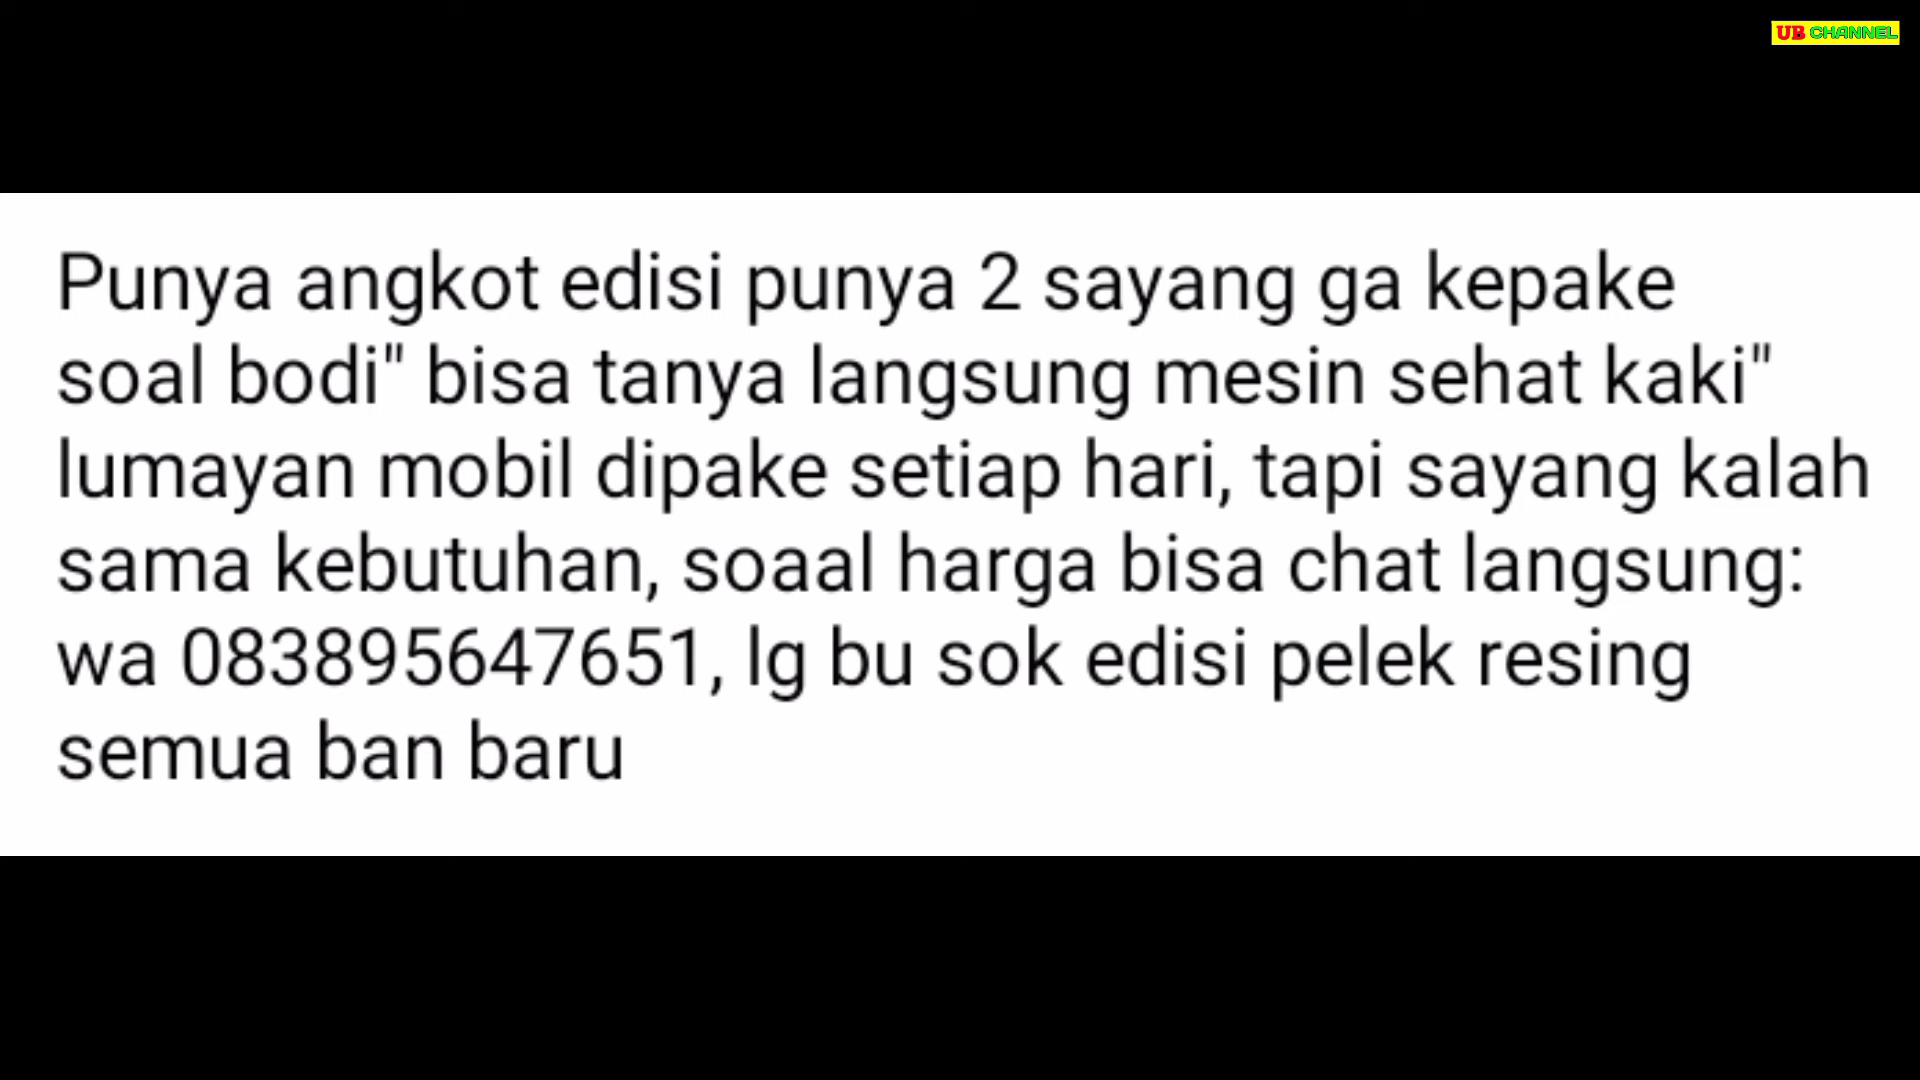 UB CHANNEL
Punya angkot edisi punya 2 sayang ga kepake
soal bodi" bisa tanya langsung mesin sehat kaki"
lumayan mobil dipake setiap hari, tapi sayang kalah
sama kebutuhan, soaal harga bisa chat langsung:
wa 083895647651, lg bu sok edisi pelek resing
semua ban baru